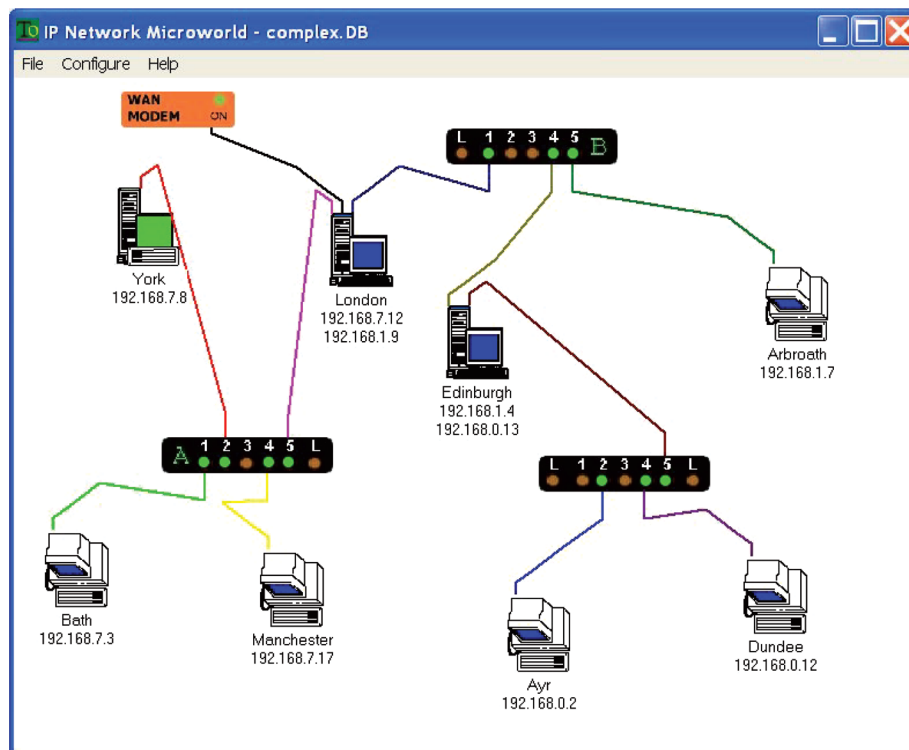 To IP Network Microworld - complex.DB
File Configure Help
WAN
MODEM ON
L 1 2 3 4 5 B
York
192.168.7.8
London
192.168.7.12
192.168.1.9
Arbroath
192.168.1.7
Edinburgh
192.168.1.4
192.168.0.13
A 1 2 3 4 5 L
L 1 2 3 4 5 L
Bath
192.168.7.3
Manchester
192.168.7.17
Ayr
192.168.0.2
Dundee
192.168.0.12